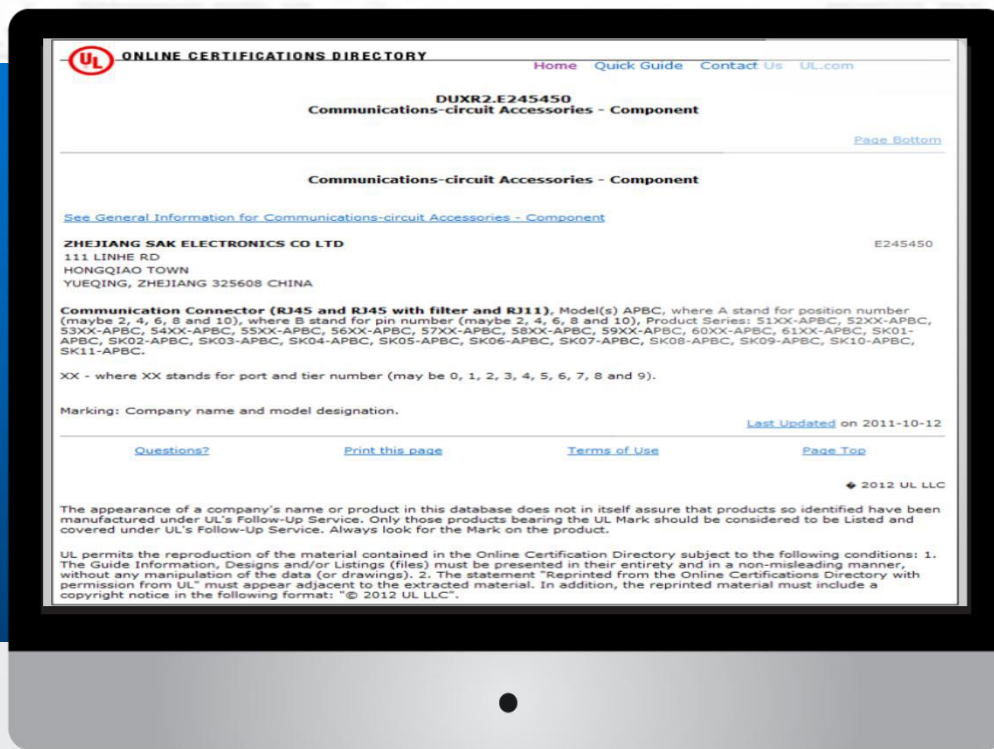 UL ONLINE CERTIFICATIONS DIRECTORY
Home Quick Guide Contact Us UL.com
DUXR2.E245450
Communications-circuit Accessories - Component
Page Bottom
Communications-circuit Accessories - Component
See General Information for Communications-circuit Accessories - Component
ZHEJIANG SAK ELECTRONICS CO LTD E245450
111 LINHE RD
HONGQIAO TOWN
YUEQING, ZHEJIANG 325608 CHINA
Communication Connector (RJ45 and RJ45 with filter and RJ11), Model(s) APBC, where A stand for position number
(maybe 2, 4, 6, 8 and 10), where B stand for pin number (maybe 2, 4, 6, 8 and 10), Product Series: 51XX-APBC, 52XX-APBC,
53XX-APBC, 54XX-APBC, 55XX-APBC, 56XX-APBC, 57XX-APBC, 58XX-APBC, 59XX-APBC, 60XX-APBC, 61XX-APBC, SK01-
APBC, SK02-APBC, SK03-APBC, SK04-APBC, SK05-APBC, SK06-APBC, SK07-APBC, SK08-APBC, SK09-APBC, SK10-APBC,
SK11-APBC.
XX - where XX stands for port and tier number (may be 0, 1, 2, 3, 4, 5, 6, 7, 8 and 9).
Marking: Company name and model designation.
Last Updated on 2011-10-12
Questions? Print this page Terms of Use Page Top
� 2012 UL LLC
The appearance of a company's name or product in this database does not in itself assure that products so identified have been
manufactured under UL's Follow-Up Service. Only those products bearing the UL Mark should be considered to be Listed and
covered under UL's Follow-Up Service. Always look for the Mark on the product.
UL permits the reproduction of the material contained in the Online Certification Directory subject to the following conditions: 1.
The Guide Information, Designs and/or Listings (files) must be presented in their entirety and in a non-misleading manner,
without any manipulation of the data (or drawings). 2. The statement "Reprinted from the Online Certifications Directory with
permission from UL" must appear adjacent to the extracted material. In addition, the reprinted material must include a
copyright notice in the following format: "© 2012 UL LLC".